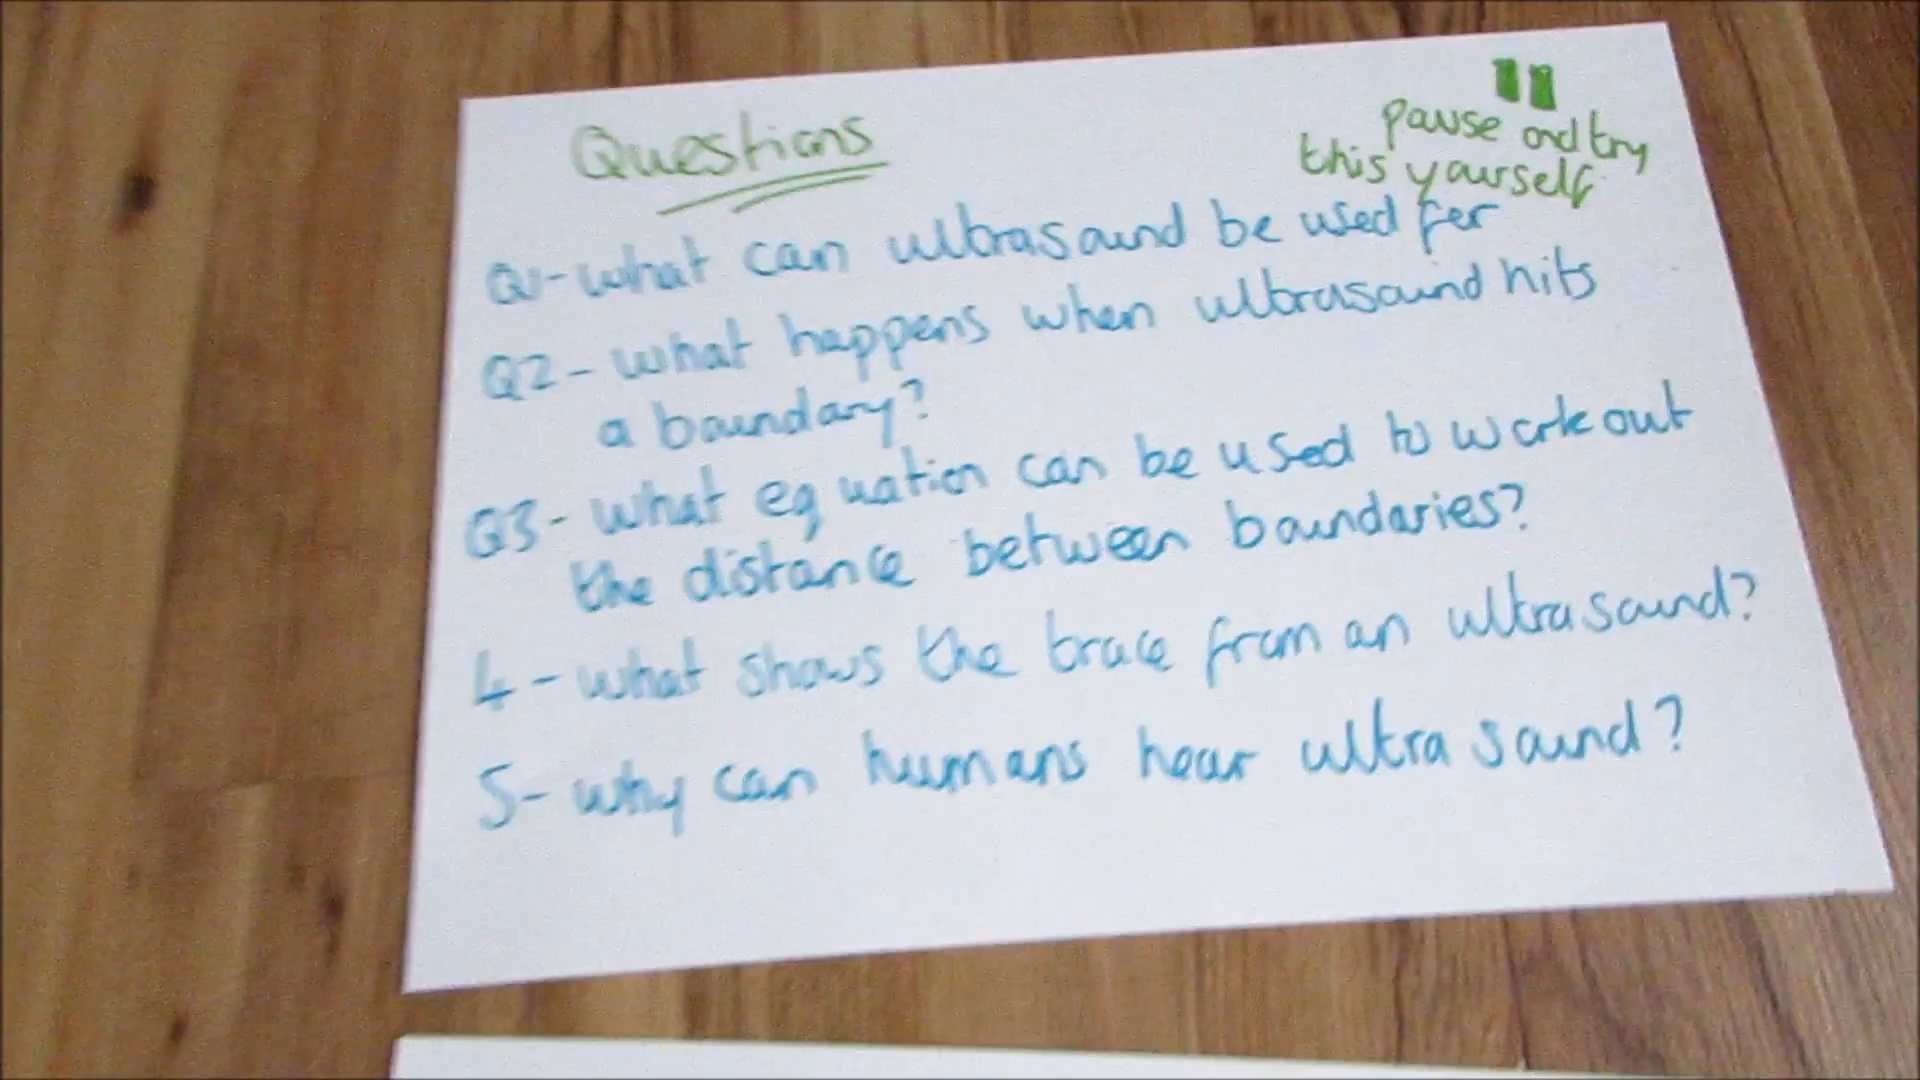 Questions
pause and try
this yourself
Q1-what can ultrasound be used for
Q2-what happens when ultrasound hits
a boundary?
Q3-what equation can be used to work out
the distance between boundaries?
4-what shows the trace from an ultrasound?
5-why can humans hear ultrasound?